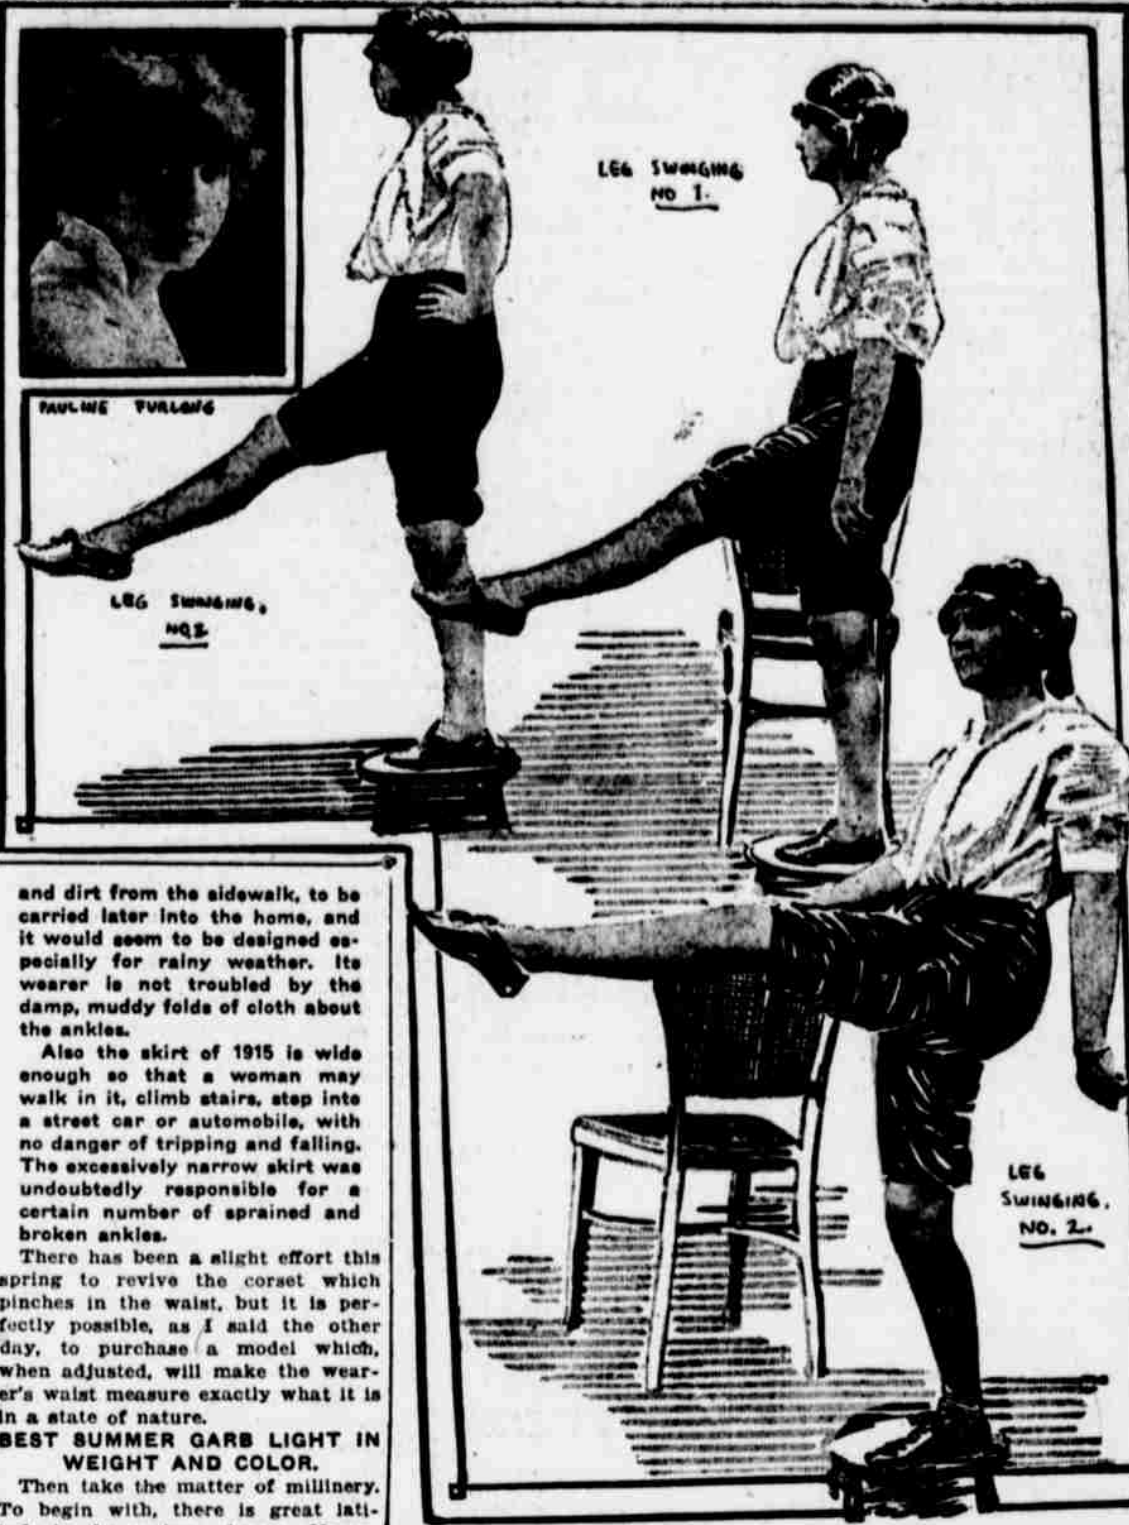 PAULINE FURLONG
LEG SWINGING
NO 1.
LEG SWINGING.
LEG
SWINGING.
NO. 2.
and dirt from the sidewalk, to be
carried later into the home, and
it would seem to be designed es-
pecially for rainy weather. Its
wearer is not troubled by the
damp, muddy folds of cloth about
the ankles.
Also the skirt of 1915 is wide
enough so that a woman may
walk in it, climb stairs, step into
a street car or automobile, with
no danger of tripping and falling.
The excessively narrow skirt was
undoubtedly responsible for a
certain number of sprained and
broken ankles.
There has been a slight effort this
spring to revive the corset which
pinches in the waist, but it is per-
fectly possible, as I said the other
day, to purchase a model which,
when adjusted, will make the wear-
er's waist measure exactly what it is
in a state of nature.
BEST SUMMER GARB LIGHT IN
WEIGHT AND COLOR.
Then take the matter of millinery.
To begin with, there is great lati-